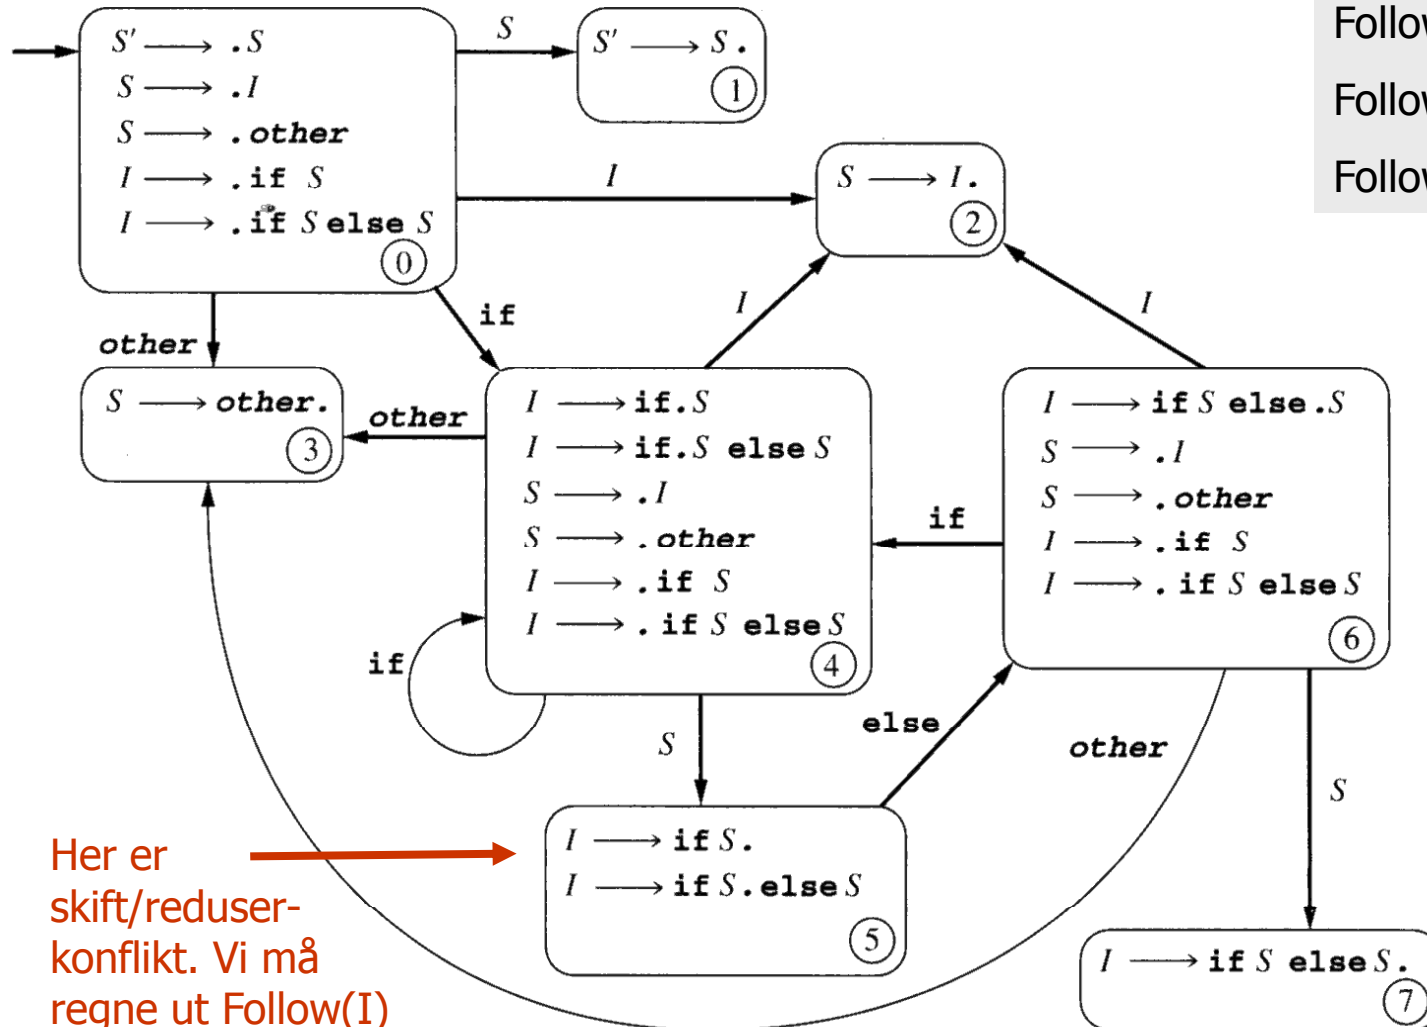 S' ⟶ .S
S ⟶ .I
S ⟶ .other
I ⟶ .if S
I ⟶ .if S else S
0
S
S' ⟶ S.
1
Follow
Follow
Follow
I
S ⟶ I.
2
other
if
I
I
S ⟶ other.
3
other
I ⟶ if.S
I ⟶ if.S else S
S ⟶ .I
S ⟶ .other
I ⟶ .if S
I ⟶ .if S else S
4
if
if
I ⟶ if S else.S
S ⟶ .I
S ⟶ .other
I ⟶ .if S
I ⟶ .if S else S
6
S
else
other
S
Her er
skift/reduser-
konflikt. Vi må
regne ut Follow(I)
I ⟶ if S.
I ⟶ if S.else S
5
I ⟶ if S else S.
7